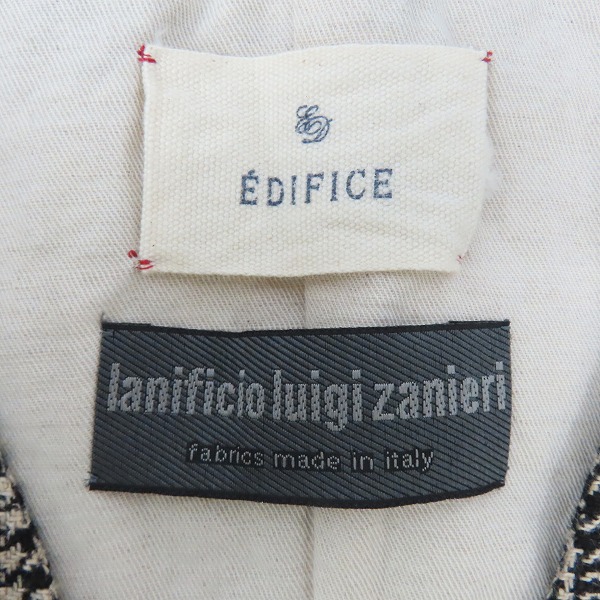 ED
ÉDIFICE
lanificio luigi zanieri
fabrics made in italy